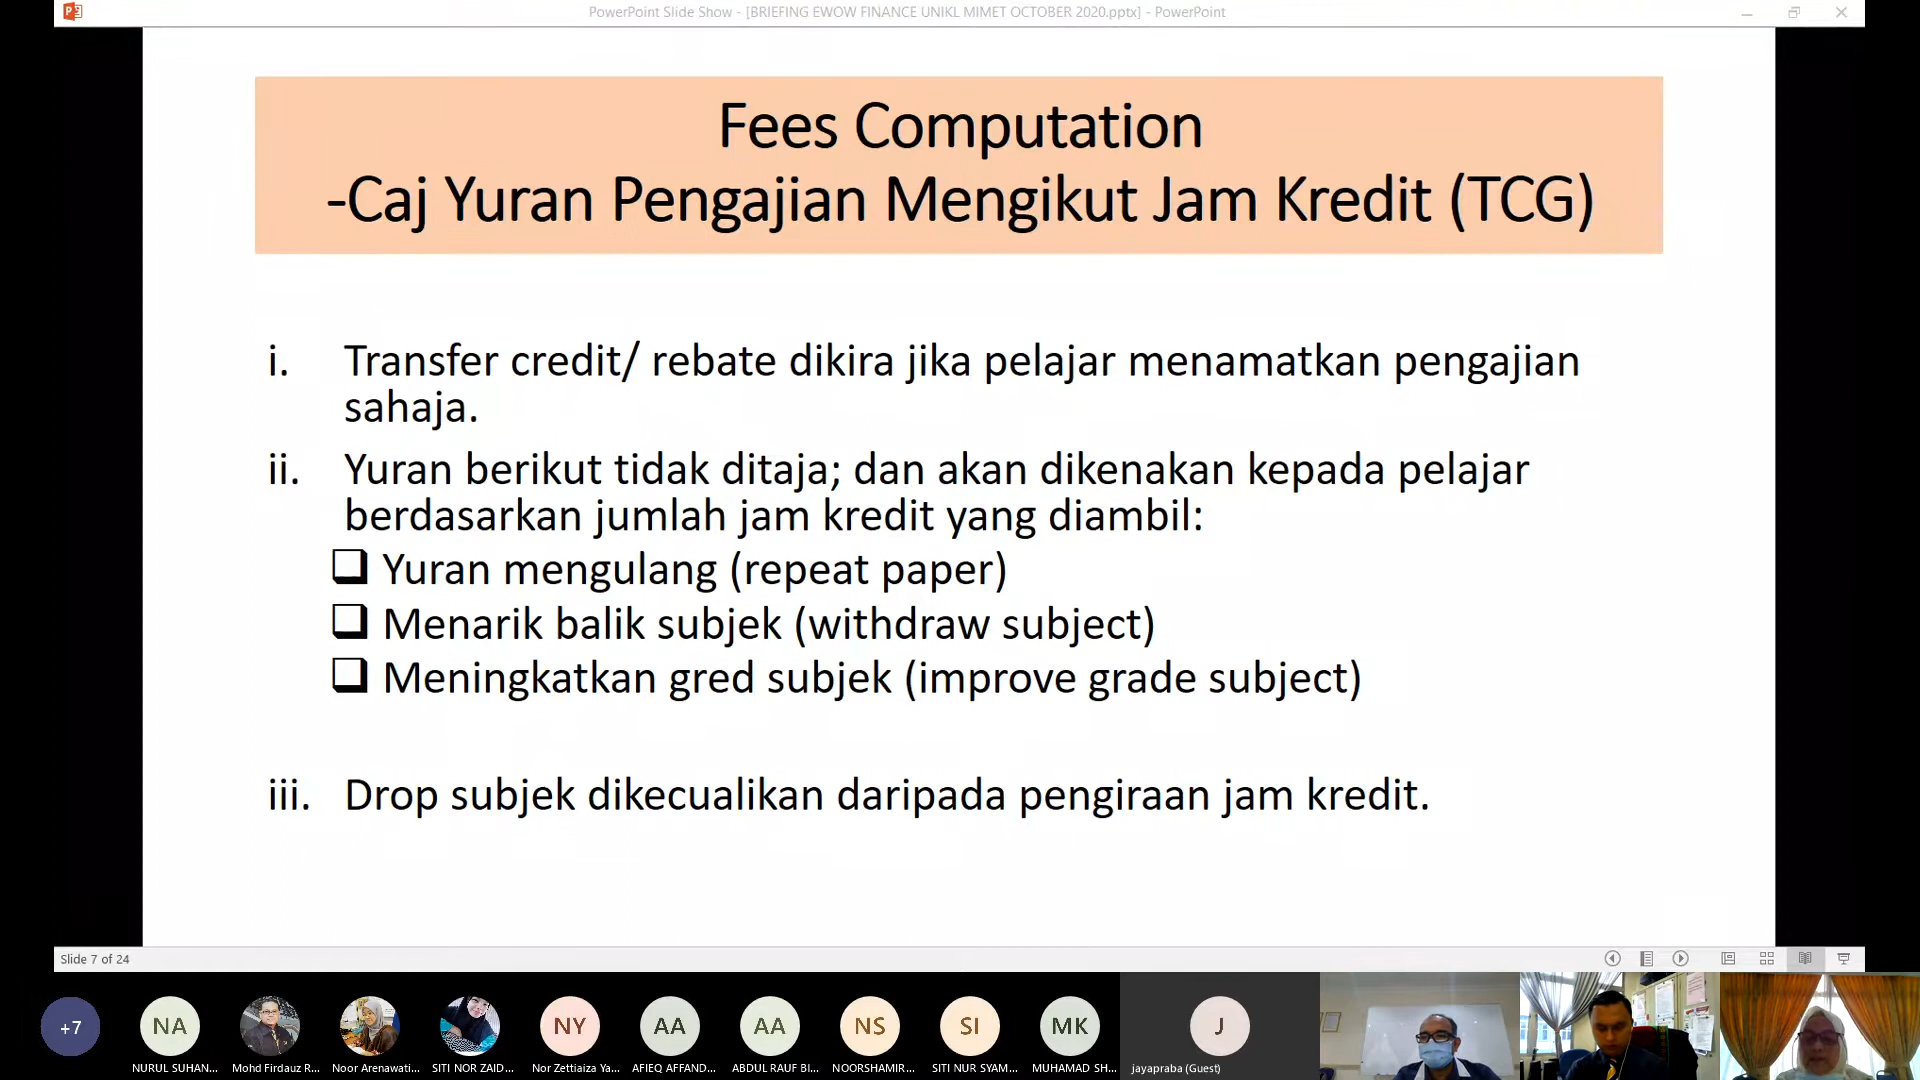 PowerPoint Slide Show - [BRIEFING EWOW FINANCE UNIKL MIMET OCTOBER 2020.pptx] - PowerPoint
Fees Computation
-Caj Yuran Pengajian Mengikut Jam Kredit (TCG)
i. Transfer credit/ rebate dikira jika pelajar menamatkan pengajian
sahaja.
ii. Yuran berikut tidak ditaja; dan akan dikenakan kepada pelajar
berdasarkan jumlah jam kredit yang diambil:
❑ Yuran mengulang (repeat paper)
❑ Menarik balik subjek (withdraw subject)
❑ Meningkatkan gred subjek (improve grade subject)
iii. Drop subjek dikecualikan daripada pengiraan jam kredit.
Slide 7 of 24
+7
NA
NY
AA
AA
NS
SI
MK
J
NURUL SUHAN...
Mohd Firdauz R...
Noor Arenawati...
SITI NOR ZAID...
Nor Zettiaiza Ya...
AFIEQ AFFAND...
ABDUL RAUF BI...
NOORSHAMIR...
SITI NUR SYAM...
MUHAMAD SH...
jayapraba (Guest)